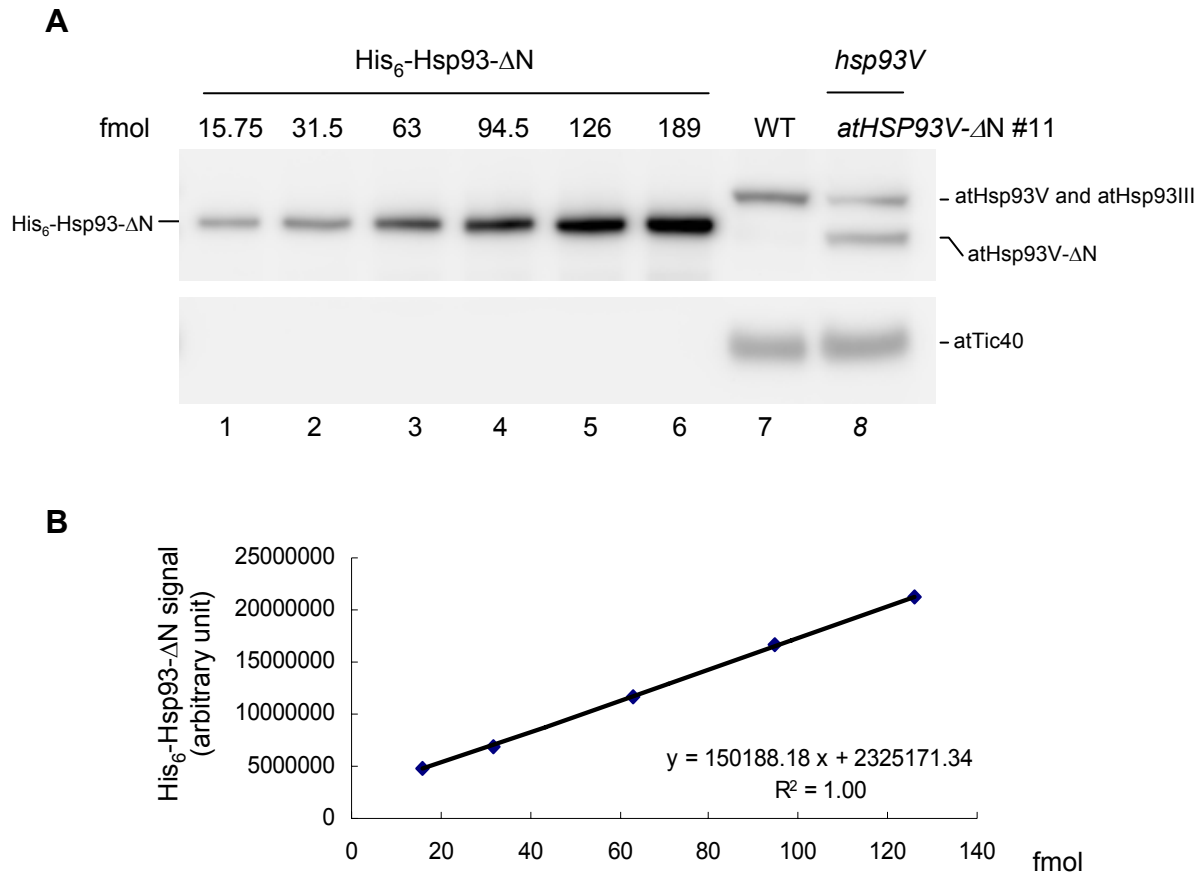 A
His6-Hsp93-ΔN
hsp93V
fmol 15.75 31.5 63 94.5 126 189 WT atHSP93V-ΔN #11
His6-Hsp93-ΔN
atHsp93V and atHsp93III
atHsp93V-ΔN
atTic40
1 2 3 4 5 6 7 8
B
His6-Hsp93-ΔN signal
(arbitrary unit)
25000000
20000000
15000000
10000000
5000000
0
y = 150188.18 x + 2325171.34
R² = 1.00
0 20 40 60 80 100 120 140
fmol